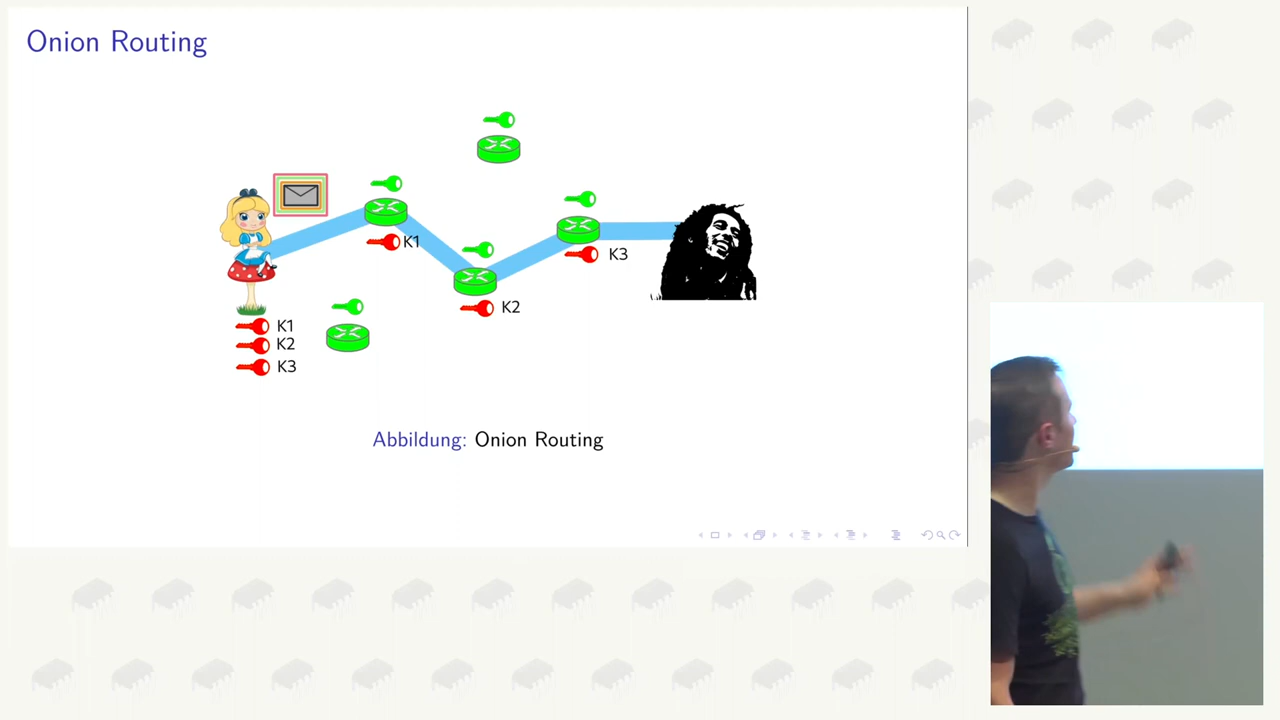 Onion Routing
K1
K3
K2
K1
K2
K3
Abbildung: Onion Routing